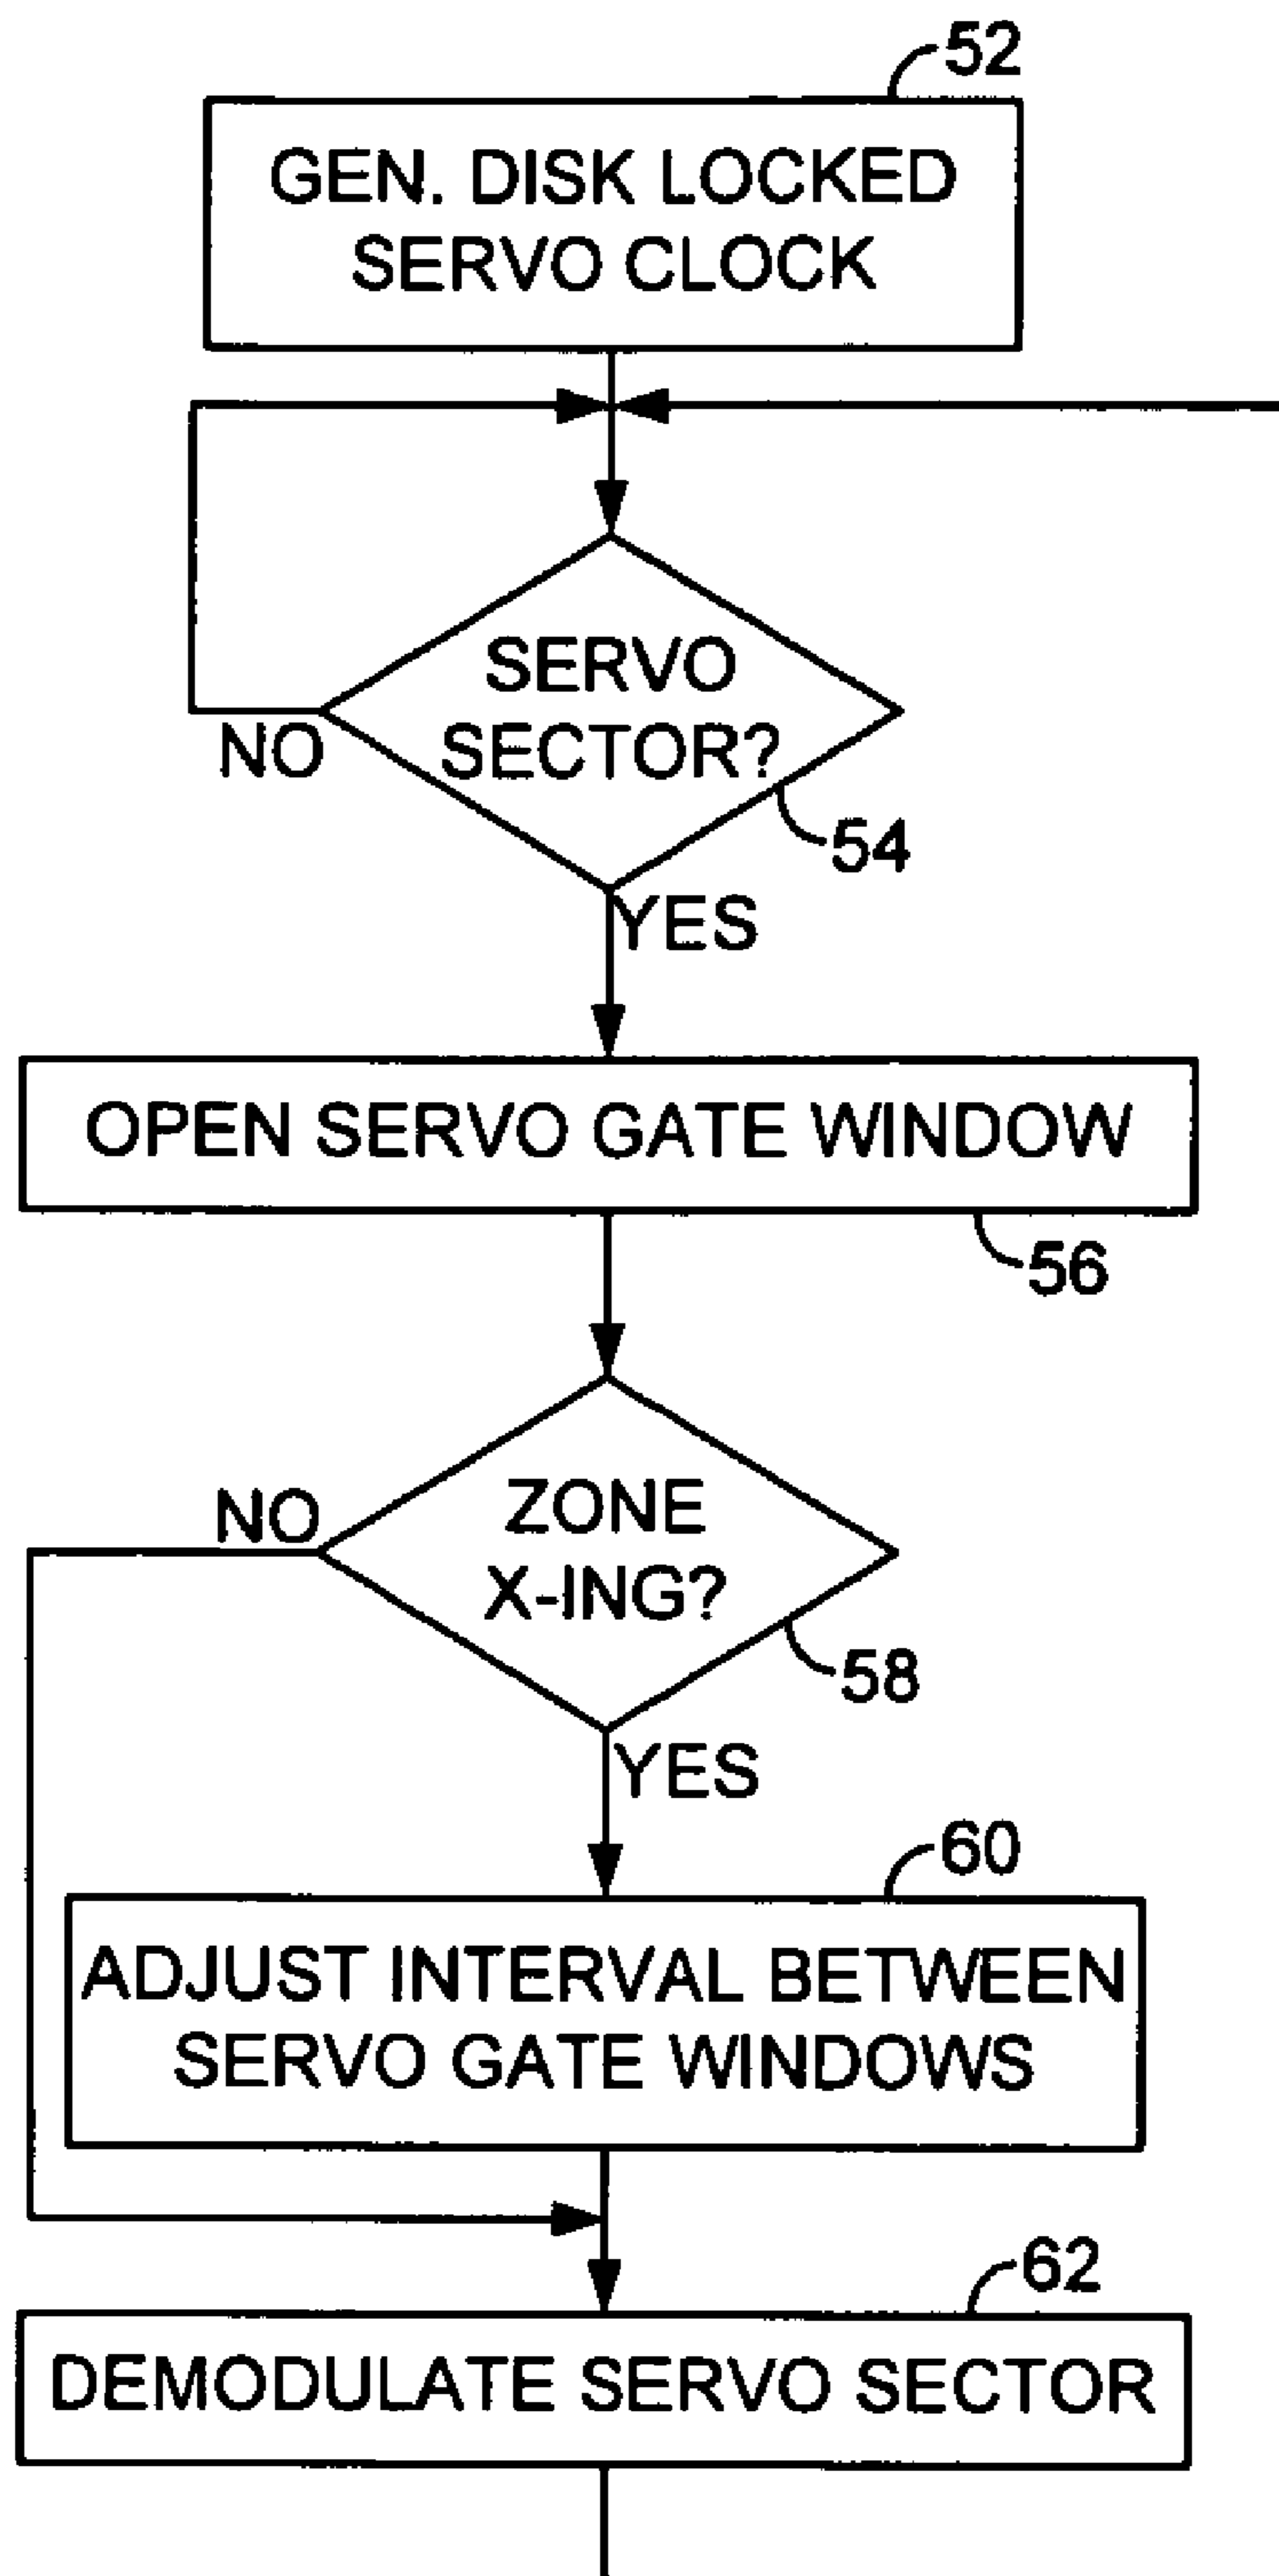 52
GEN. DISK LOCKED
SERVO CLOCK
SERVO
SECTOR?
NO
54
YES
OPEN SERVO GATE WINDOW
56
NO
ZONE
X-ING?
58
YES
60
ADJUST INTERVAL BETWEEN
SERVO GATE WINDOWS
62
DEMODULATE SERVO SECTOR